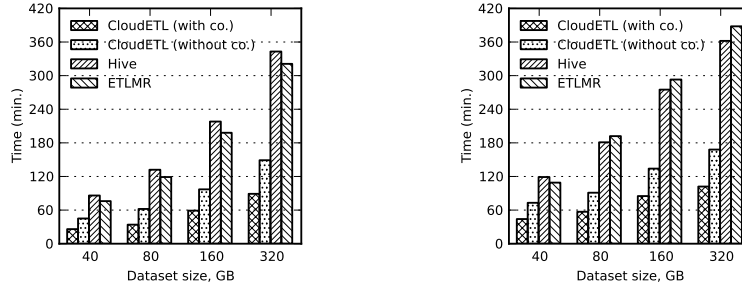 420
360
300
240
180
120
60
0
Time (min.)
CloudETL (with co.)
CloudETL (without co.)
Hive
ETLMR
40 80 160 320
Dataset size, GB
420
360
300
240
180
120
60
0
Time (min.)
CloudETL (with co.)
CloudETL (without co.)
Hive
ETLMR
40 80 160 320
Dataset size, GB